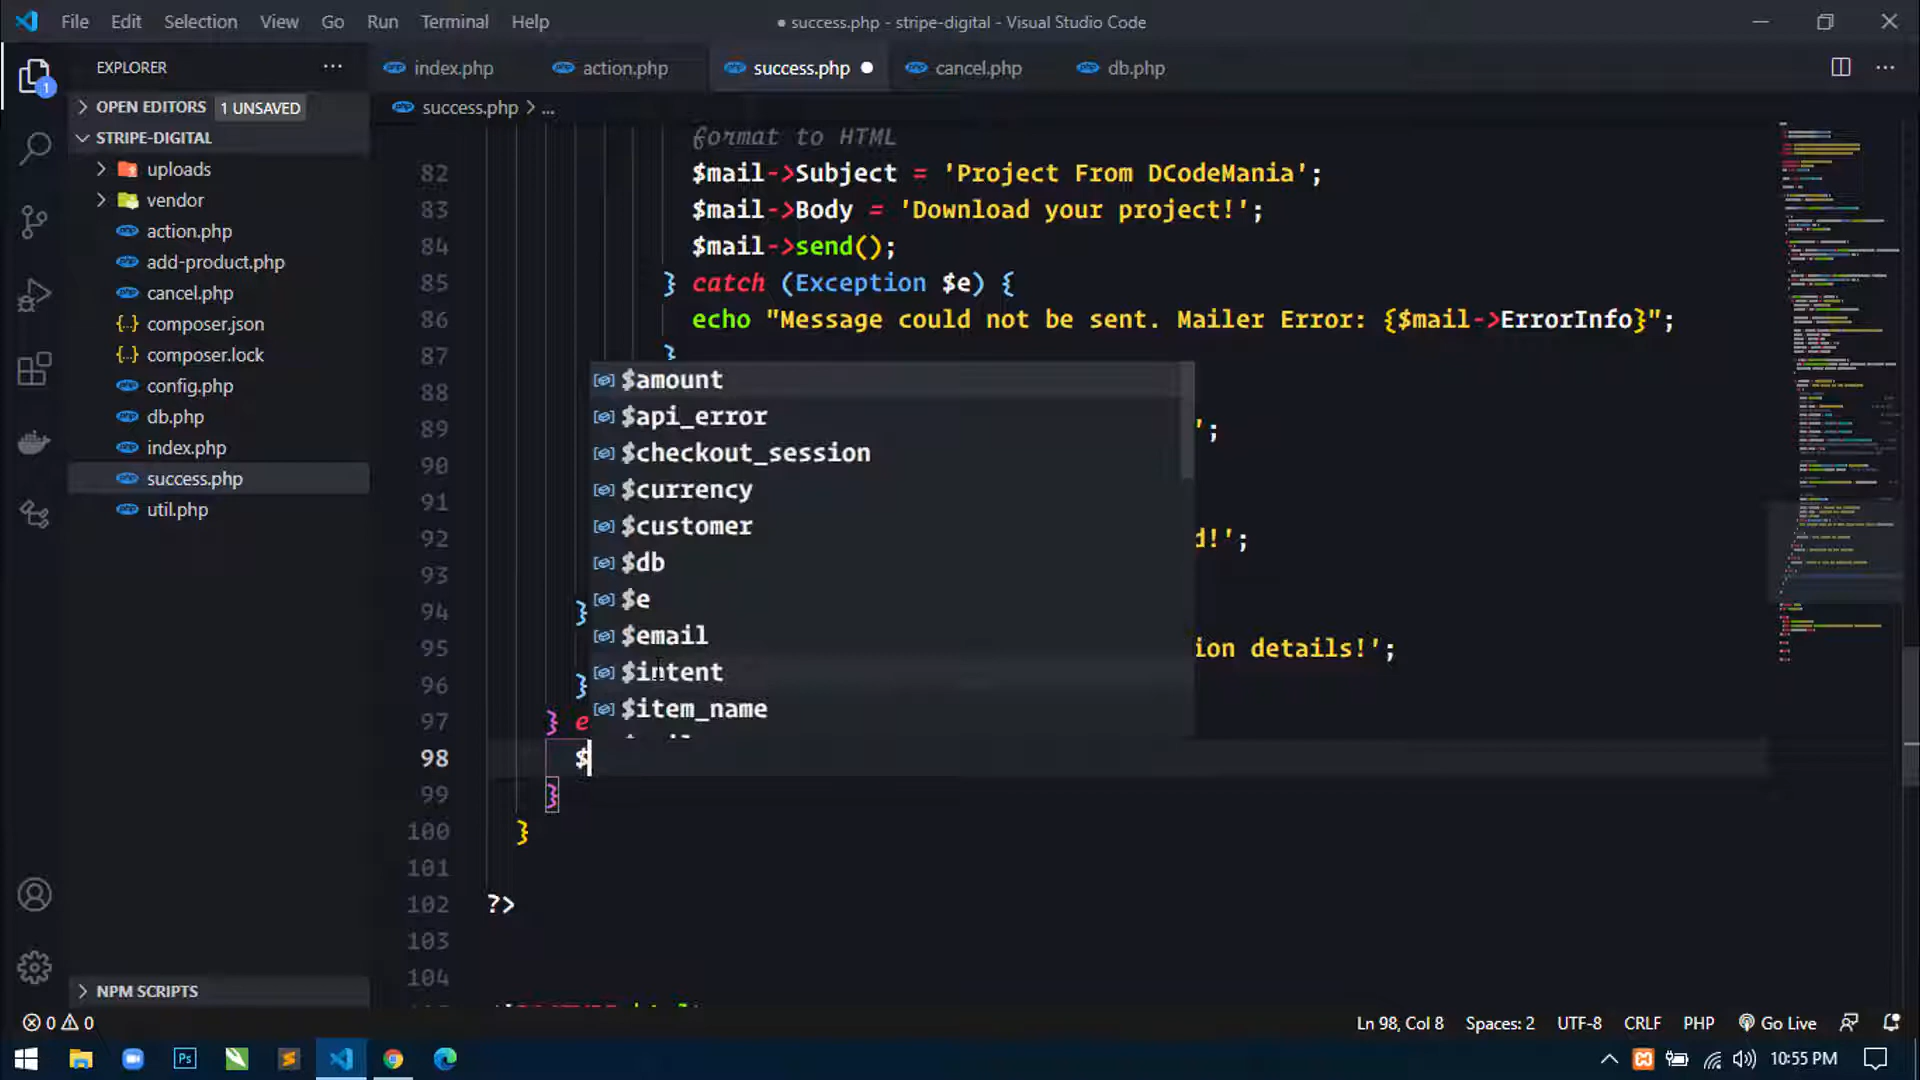 File Edit Selection View Go Run Terminal Help
● success.php - stripe-digital - Visual Studio Code
EXPLORER
index.php
action.php
success.php
cancel.php
db.php
OPEN EDITORS 1 UNSAVED
success.php > ...
STRIPE-DIGITAL
uploads
vendor
action.php
add-product.php
cancel.php
composer.json
composer.lock
config.php
db.php
index.php
success.php
util.php
NPM SCRIPTS
format to HTML
82 $mail->Subject = 'Project From DCodeMania';
83 $mail->Body = 'Download your project!';
84 $mail->send();
85 } catch (Exception $e) {
86 echo "Message could not be sent. Mailer Error: {$mail->ErrorInfo}";
87 }
88
89 ';
90
91
92 d!';
93
94 }
95 ion details!';
96 }
97 } e
98 $
99 }
100 }
101
102 ?>
103
104
$amount
$api_error
$checkout_session
$currency
$customer
$db
$e
$email
$intent
$item_name
0 0
Ln 98, Col 8 Spaces: 2 UTF-8 CRLF PHP Go Live
1
Ps
10:55 PM